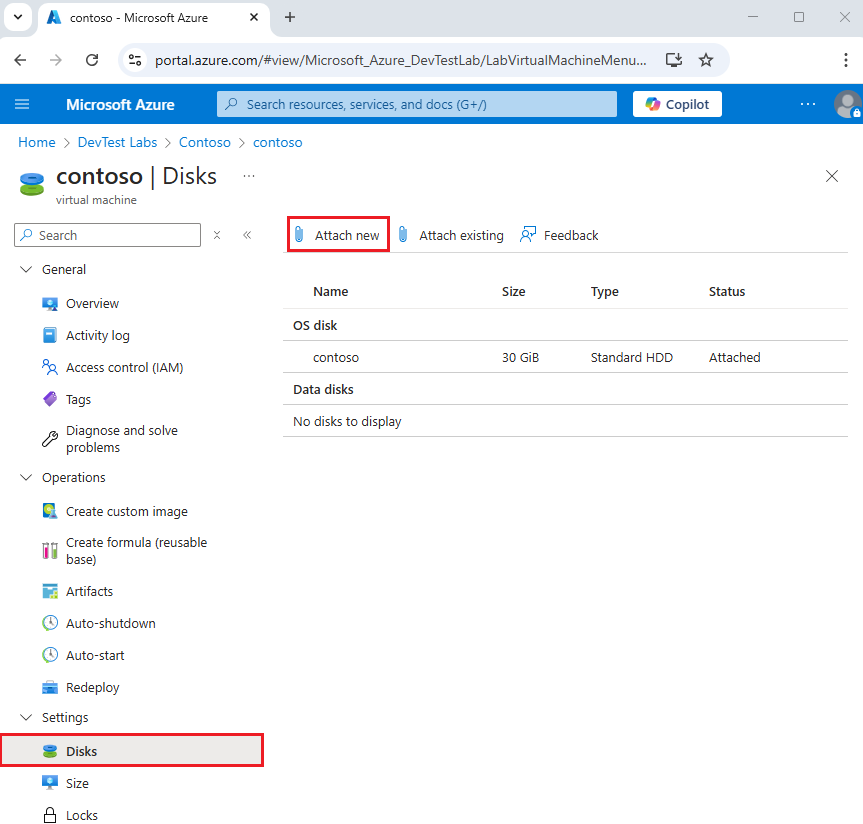 contoso - Microsoft Azure
portal.azure.com/#view/Microsoft_Azure_DevTestLab/LabVirtualMachineMenu...
Microsoft Azure
Search resources, services, and docs (G+/)
Copilot
Home > DevTest Labs > Contoso > contoso
contoso | Disks
virtual machine
Search
Attach new
Attach existing
Feedback
General
Overview
Activity log
Access control (IAM)
Tags
Diagnose and solve
problems
Operations
Create custom image
Create formula (reusable
base)
Artifacts
Auto-shutdown
Auto-start
Redeploy
Settings
Disks
Size
Locks
Name Size Type Status
OS disk
contoso 30 GiB Standard HDD Attached
Data disks
No disks to display